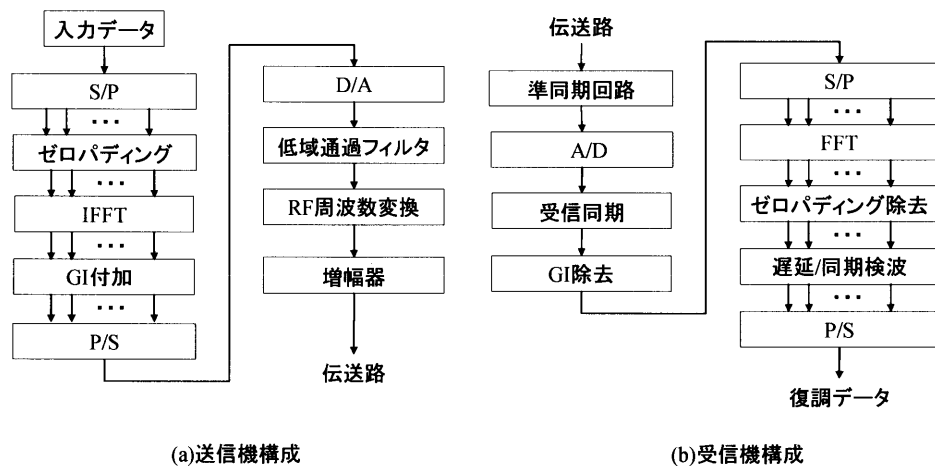 入力データ
S/P
...
ゼロパディング
...
IFFT
...
GI付加
...
P/S
D/A
低域通過フィルタ
RF周波数変換
増幅器
伝送路
(a)送信機構成
伝送路
準同期回路
A/D
受信同期
GI除去
S/P
...
FFT
...
ゼロパディング除去
...
遅延/同期検波
...
P/S
復調データ
(b)受信機構成